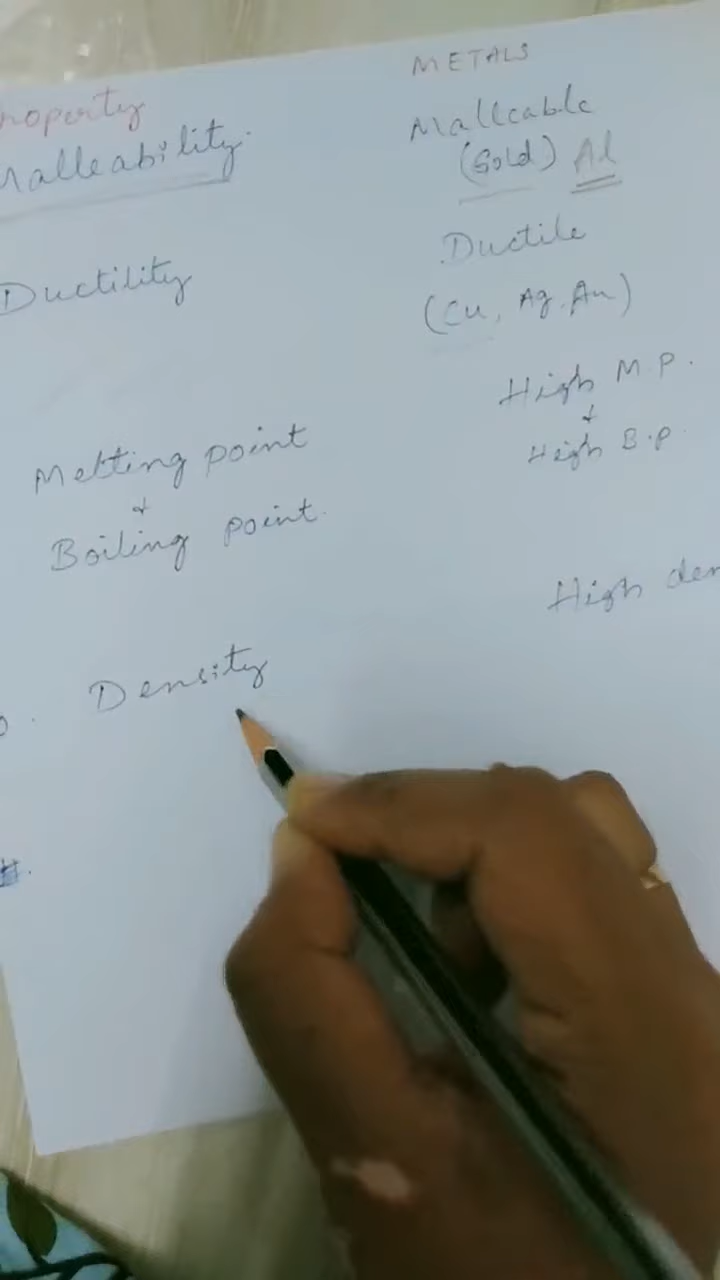 METALS
Property
Malleability.
Malleable
(Gold) Al
Ductility
Ductile
(Cu, Ag, Au)
Melting point
&
Boiling point.
High M.P.
&
High B.P
Density
High den